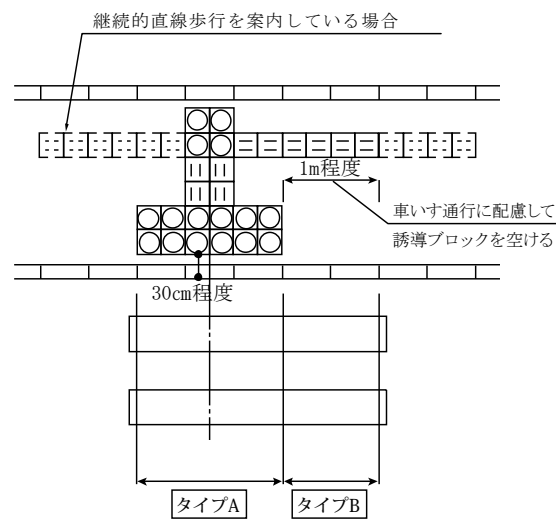 継続的直線歩行を案内している場合
1m程度
車いす通行に配慮して
誘導ブロックを空ける
30cm程度
タイプA
タイプB